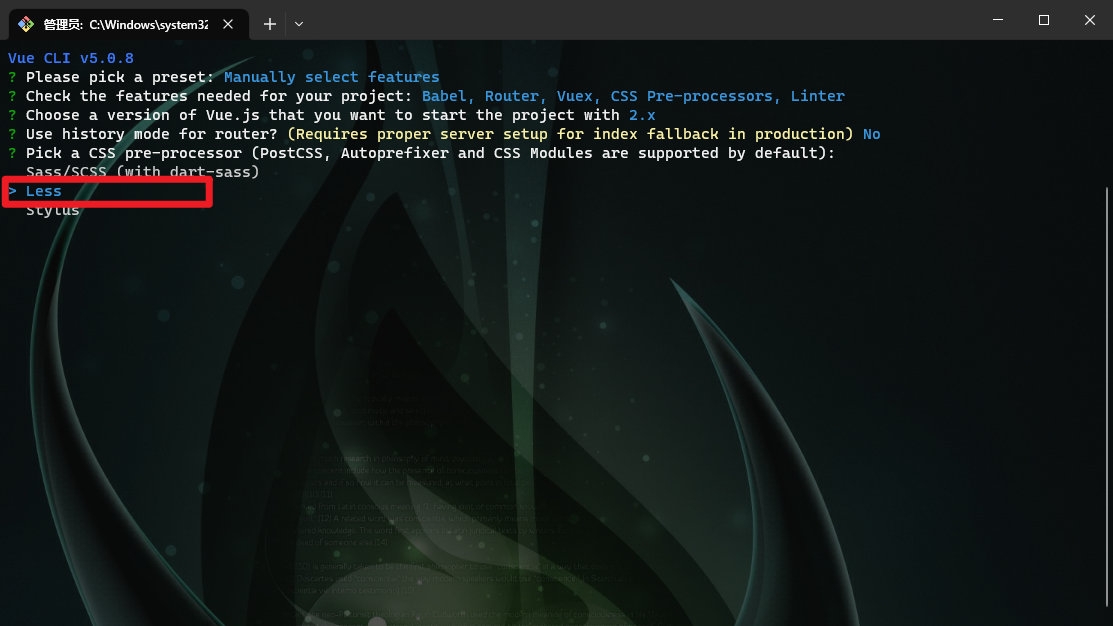 管理员: C:\Windows\system32
Vue CLI v5.0.8
? Please pick a preset: Manually select features
? Check the features needed for your project: Babel, Router, Vuex, CSS Pre-processors, Linter
? Choose a version of Vue.js that you want to start the project with 2.x
? Use history mode for router? (Requires proper server setup for index fallback in production) No
? Pick a CSS pre-processor (PostCSS, Autoprefixer and CSS Modules are supported by default):
Sass/SCSS (with dart-sass)
> Less
Stylus